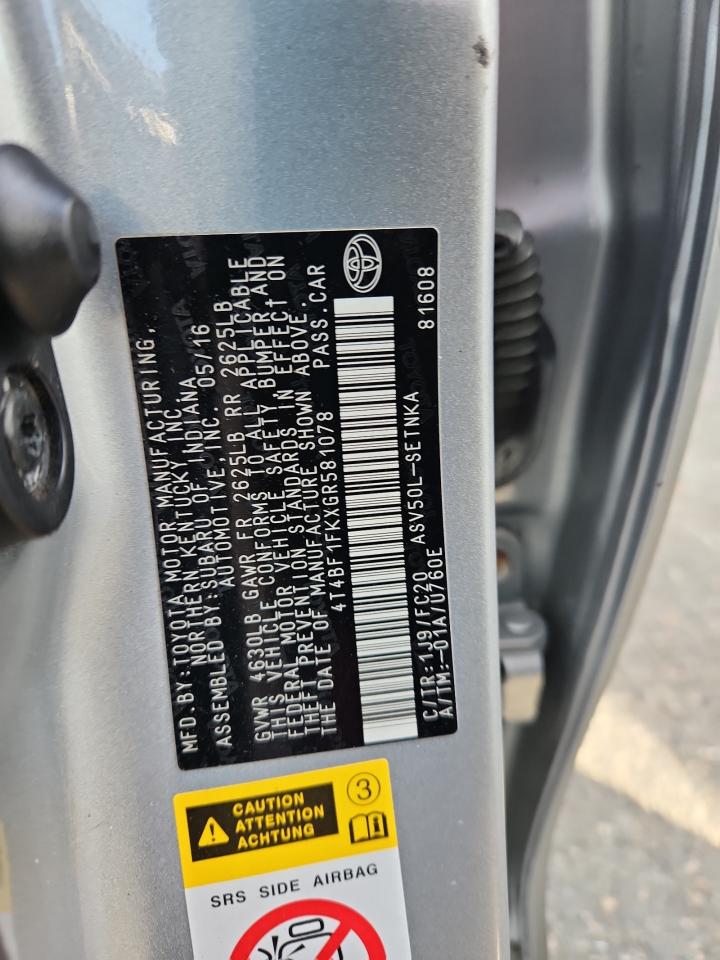 MFD.BY:TOYOTA MOTOR MANUFACTURING,
NORTHERN KENTUCKY INC.
ASSEMBLED BY:SUBARU OF INDIANA
AUTOMOTIVE, INC. 05/16
GVWR 4630LB GAWR FR 2625LB RR 2625LB
THIS VEHICLE CONFORMS TO ALL APPLICABLE
FEDERAL MOTOR VEHICLE SAFETY, BUMPER AND
THEFT PREVENTION STANDARDS IN EFFECT ON
THE DATE OF MANUFACTURE SHOWN ABOVE.
4T4BF1FKXGR581078 PASS.CAR
C/TR:1J9/FC20 ASV50L-SETNKA
A/TM:-01A/U760E 81608
CAUTION
ATTENTION
ACHTUNG
3
SRS SIDE AIRBAG